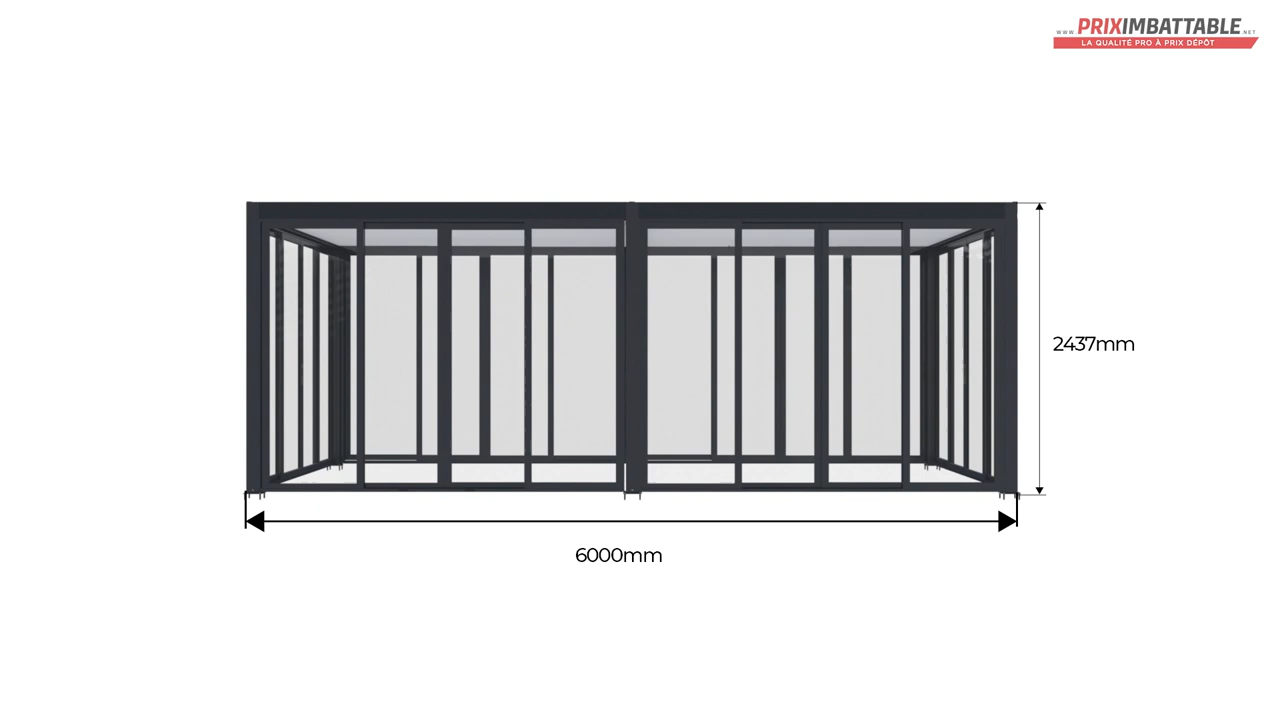 WWW. PRIXIMBATTABLE.NET
LA QUALITÉ PRO À PRIX DÉPÔT
2437mm
6000mm